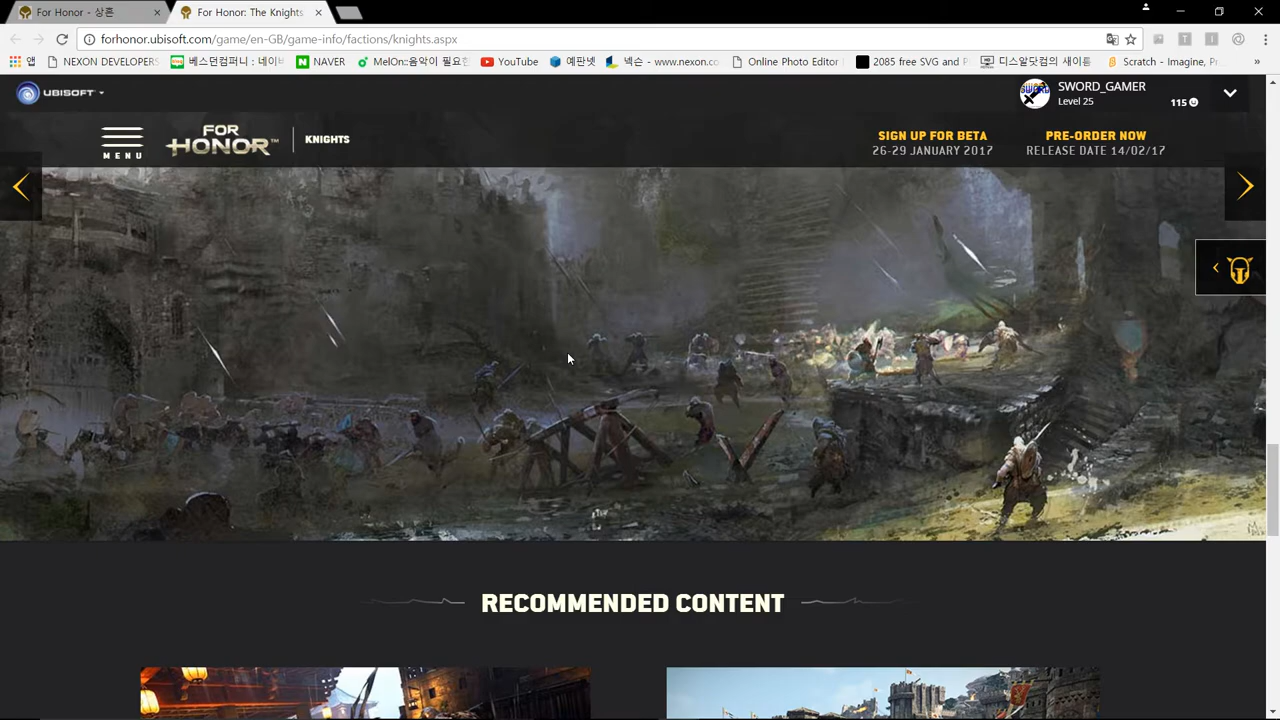 For Honor - 상흔
For Honor: The Knights
forhonor.ubisoft.com/game/en-GB/game-info/factions/knights.aspx
앱
NEXON DEVELOPERS
베스앤컴퍼니 : 네이버
NAVER
MelOn::음악이 필요한
YouTube
예판넷
넥슨 - www.nexon.co
Online Photo Editor
2085 free SVG and P
디스알닷컴의 새이름
Scratch - Imagine, Pr
»
UBISOFT
SWORD_GAMER
Level 25
115
MENU
FOR HONOR™
KNIGHTS
SIGN UP FOR BETA
26-29 JANUARY 2017
PRE-ORDER NOW
RELEASE DATE 14/02/17
RECOMMENDED CONTENT